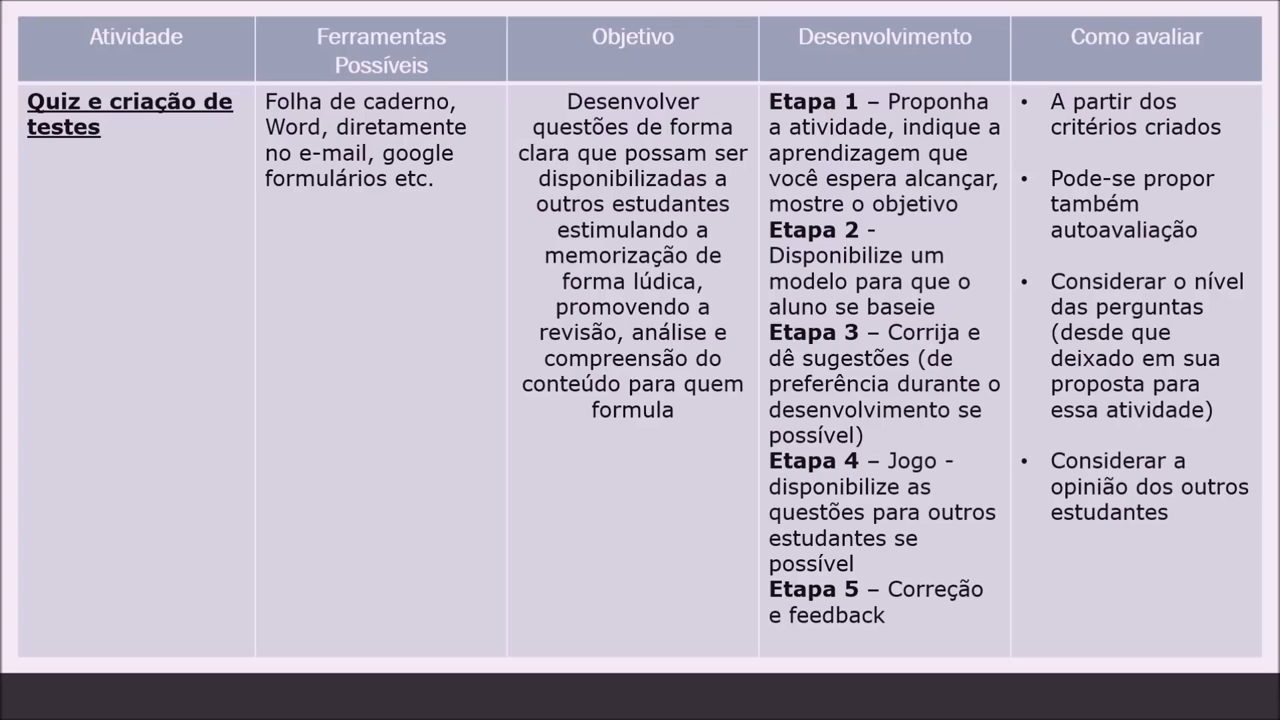 Atividade
Ferramentas
Possíveis
Objetivo
Desenvolvimento
Como avaliar
Quiz e criação de
testes
Folha de caderno,
Word, diretamente
no e-mail, google
formulários etc.
Desenvolver
questões de forma
clara que possam ser
disponibilizadas a
outros estudantes
estimulando a
memorização de
forma lúdica,
promovendo a
revisão, análise e
compreensão do
conteúdo para quem
formula
Etapa 1 – Proponha
a atividade, indique a
aprendizagem que
você espera alcançar,
mostre o objetivo
Etapa 2 -
Disponibilize um
modelo para que o
aluno se baseie
Etapa 3 – Corrija e
dê sugestões (de
preferência durante o
desenvolvimento se
possível)
Etapa 4 – Jogo -
disponibilize as
questões para outros
estudantes se
possível
Etapa 5 – Correção
e feedback
• A partir dos
critérios criados
• Pode-se propor
também
autoavaliação
• Considerar o nível
das perguntas
(desde que
deixado em sua
proposta para
essa atividade)
• Considerar a
opinião dos outros
estudantes